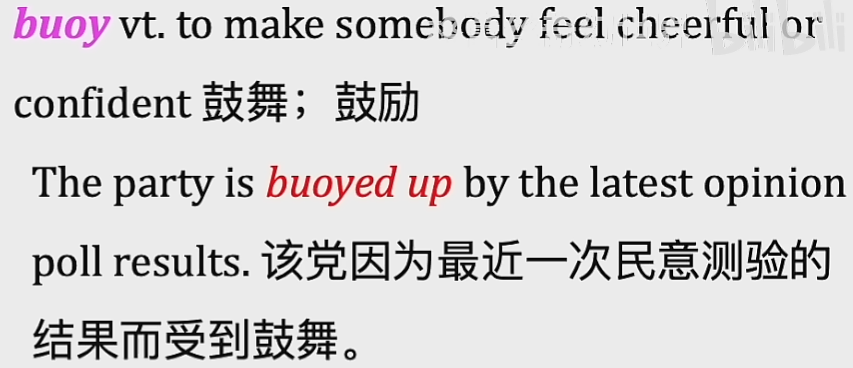 buoy vt. to make somebody feel cheerful or
confident 鼓舞；鼓励
The party is buoyed up by the latest opinion
poll results. 该党因为最近一次民意测验的
结果而受到鼓舞。
bilibili